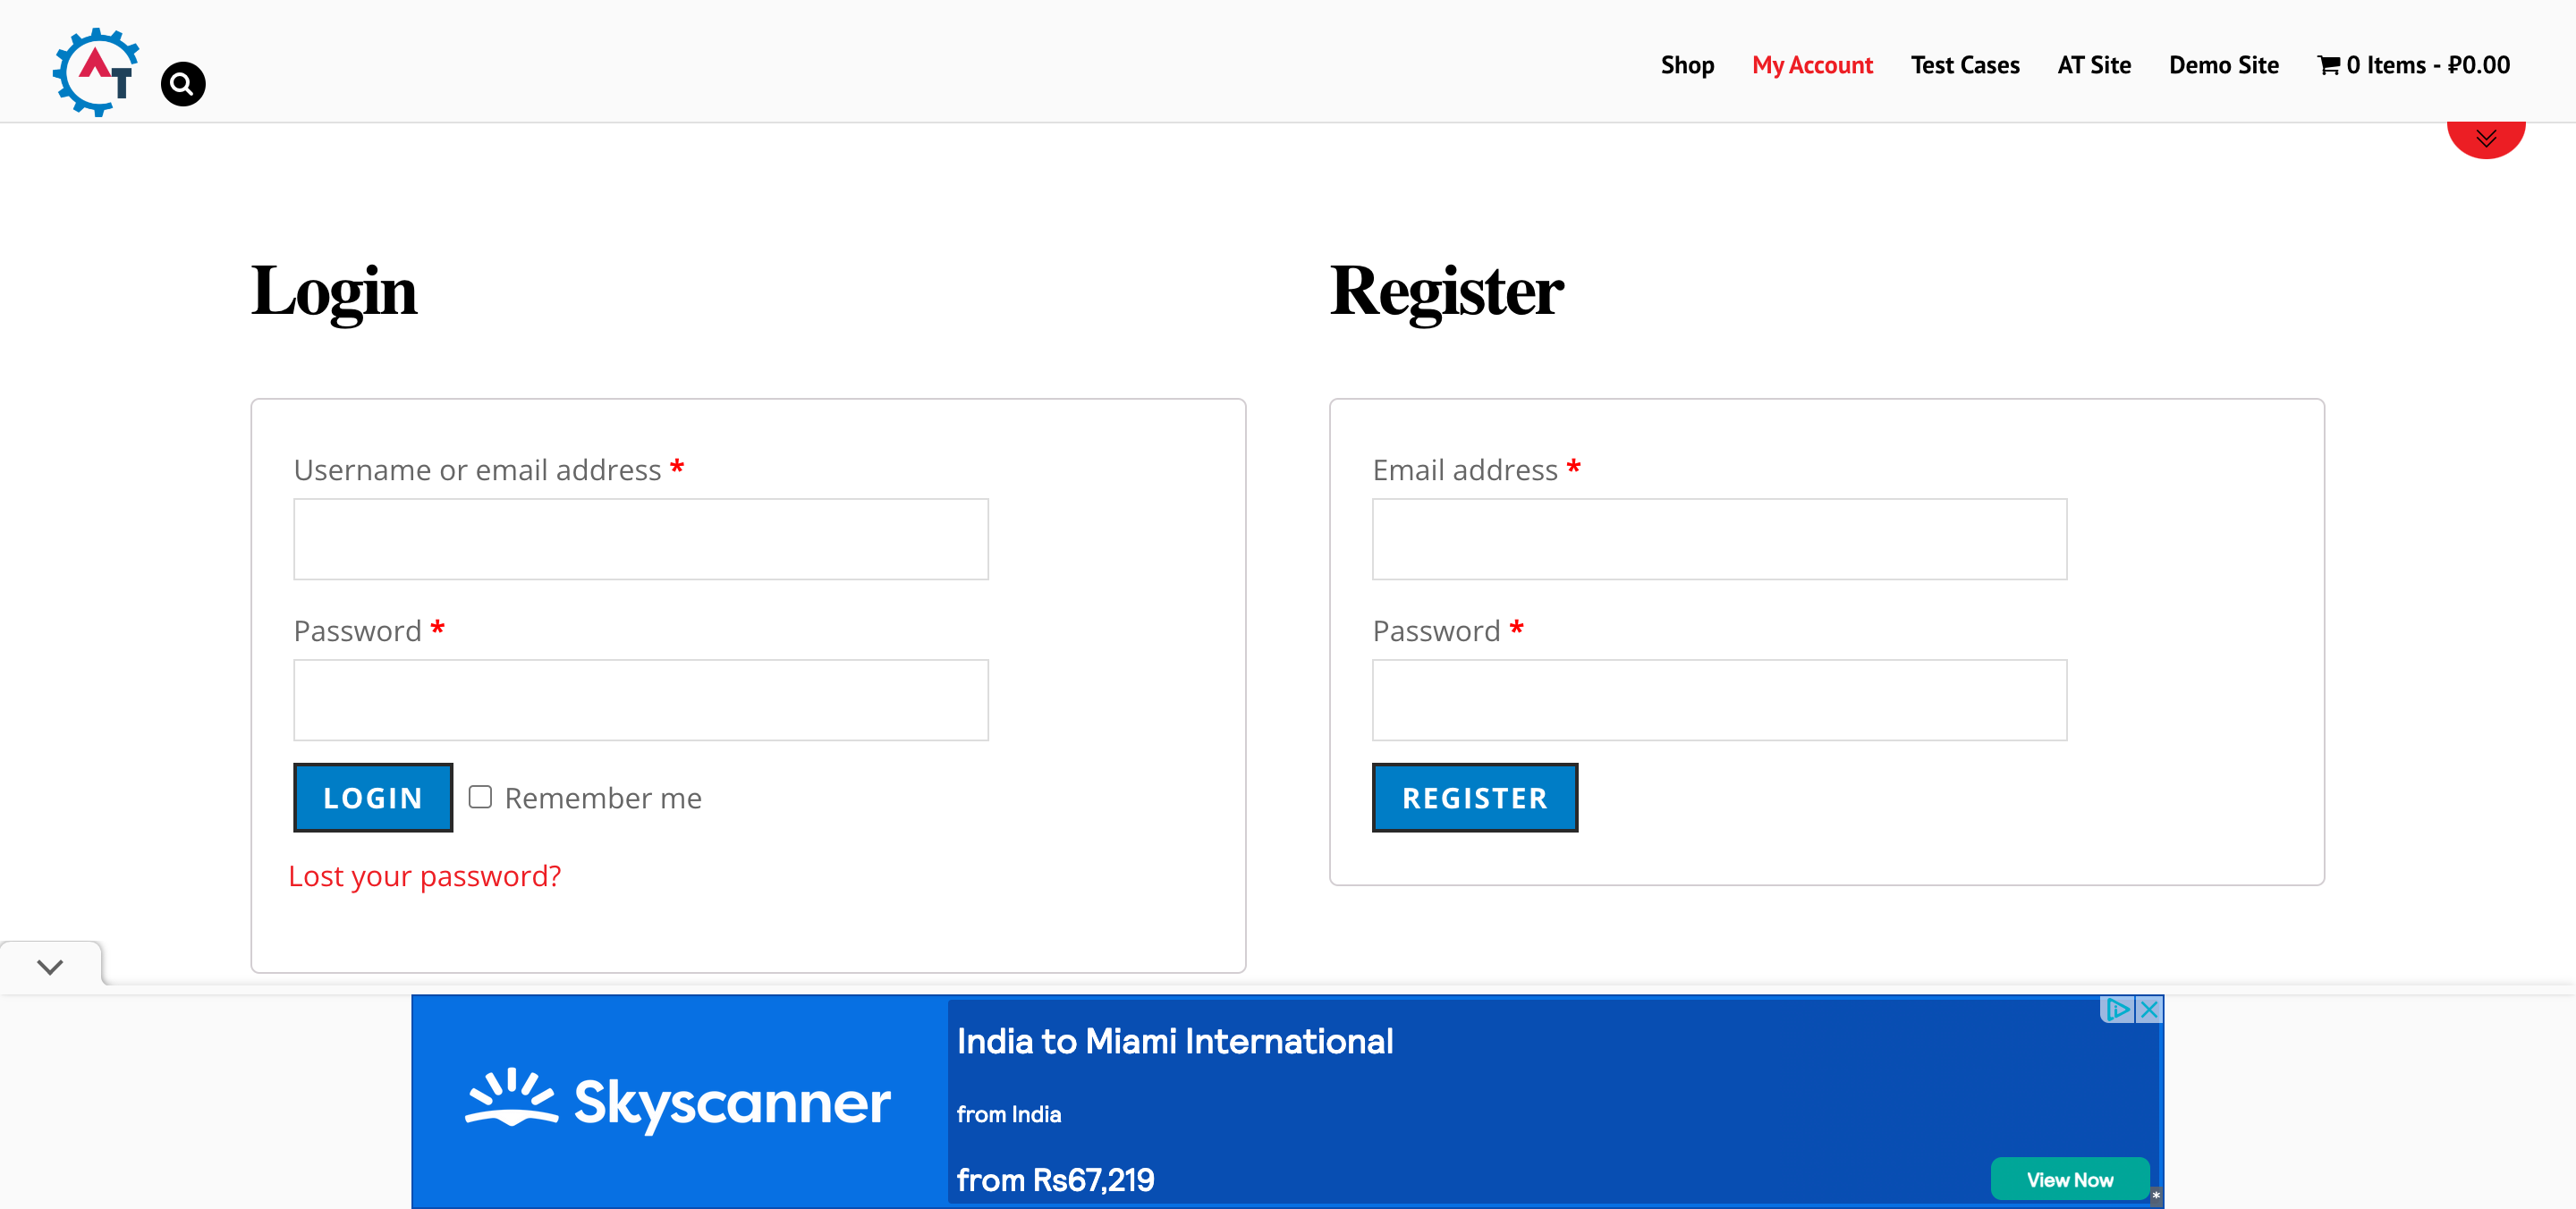 AT
Shop My Account Test Cases AT Site Demo Site 0 Items - ₽0.00
Login
Username or email address *
Password *
LOGIN Remember me
Lost your password?
Register
Email address *
Password *
REGISTER
Skyscanner
India to Miami International
from India
from Rs67,219
View Now
*